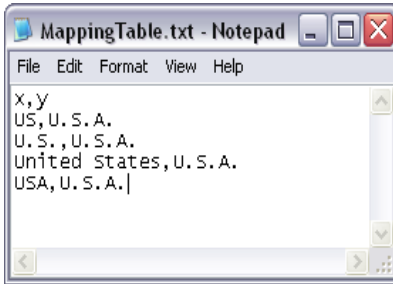 MappingTable.txt - Notepad
File Edit Format View Help
x,y
US,U.S.A.
U.S.,U.S.A.
United States,U.S.A.
USA,U.S.A.